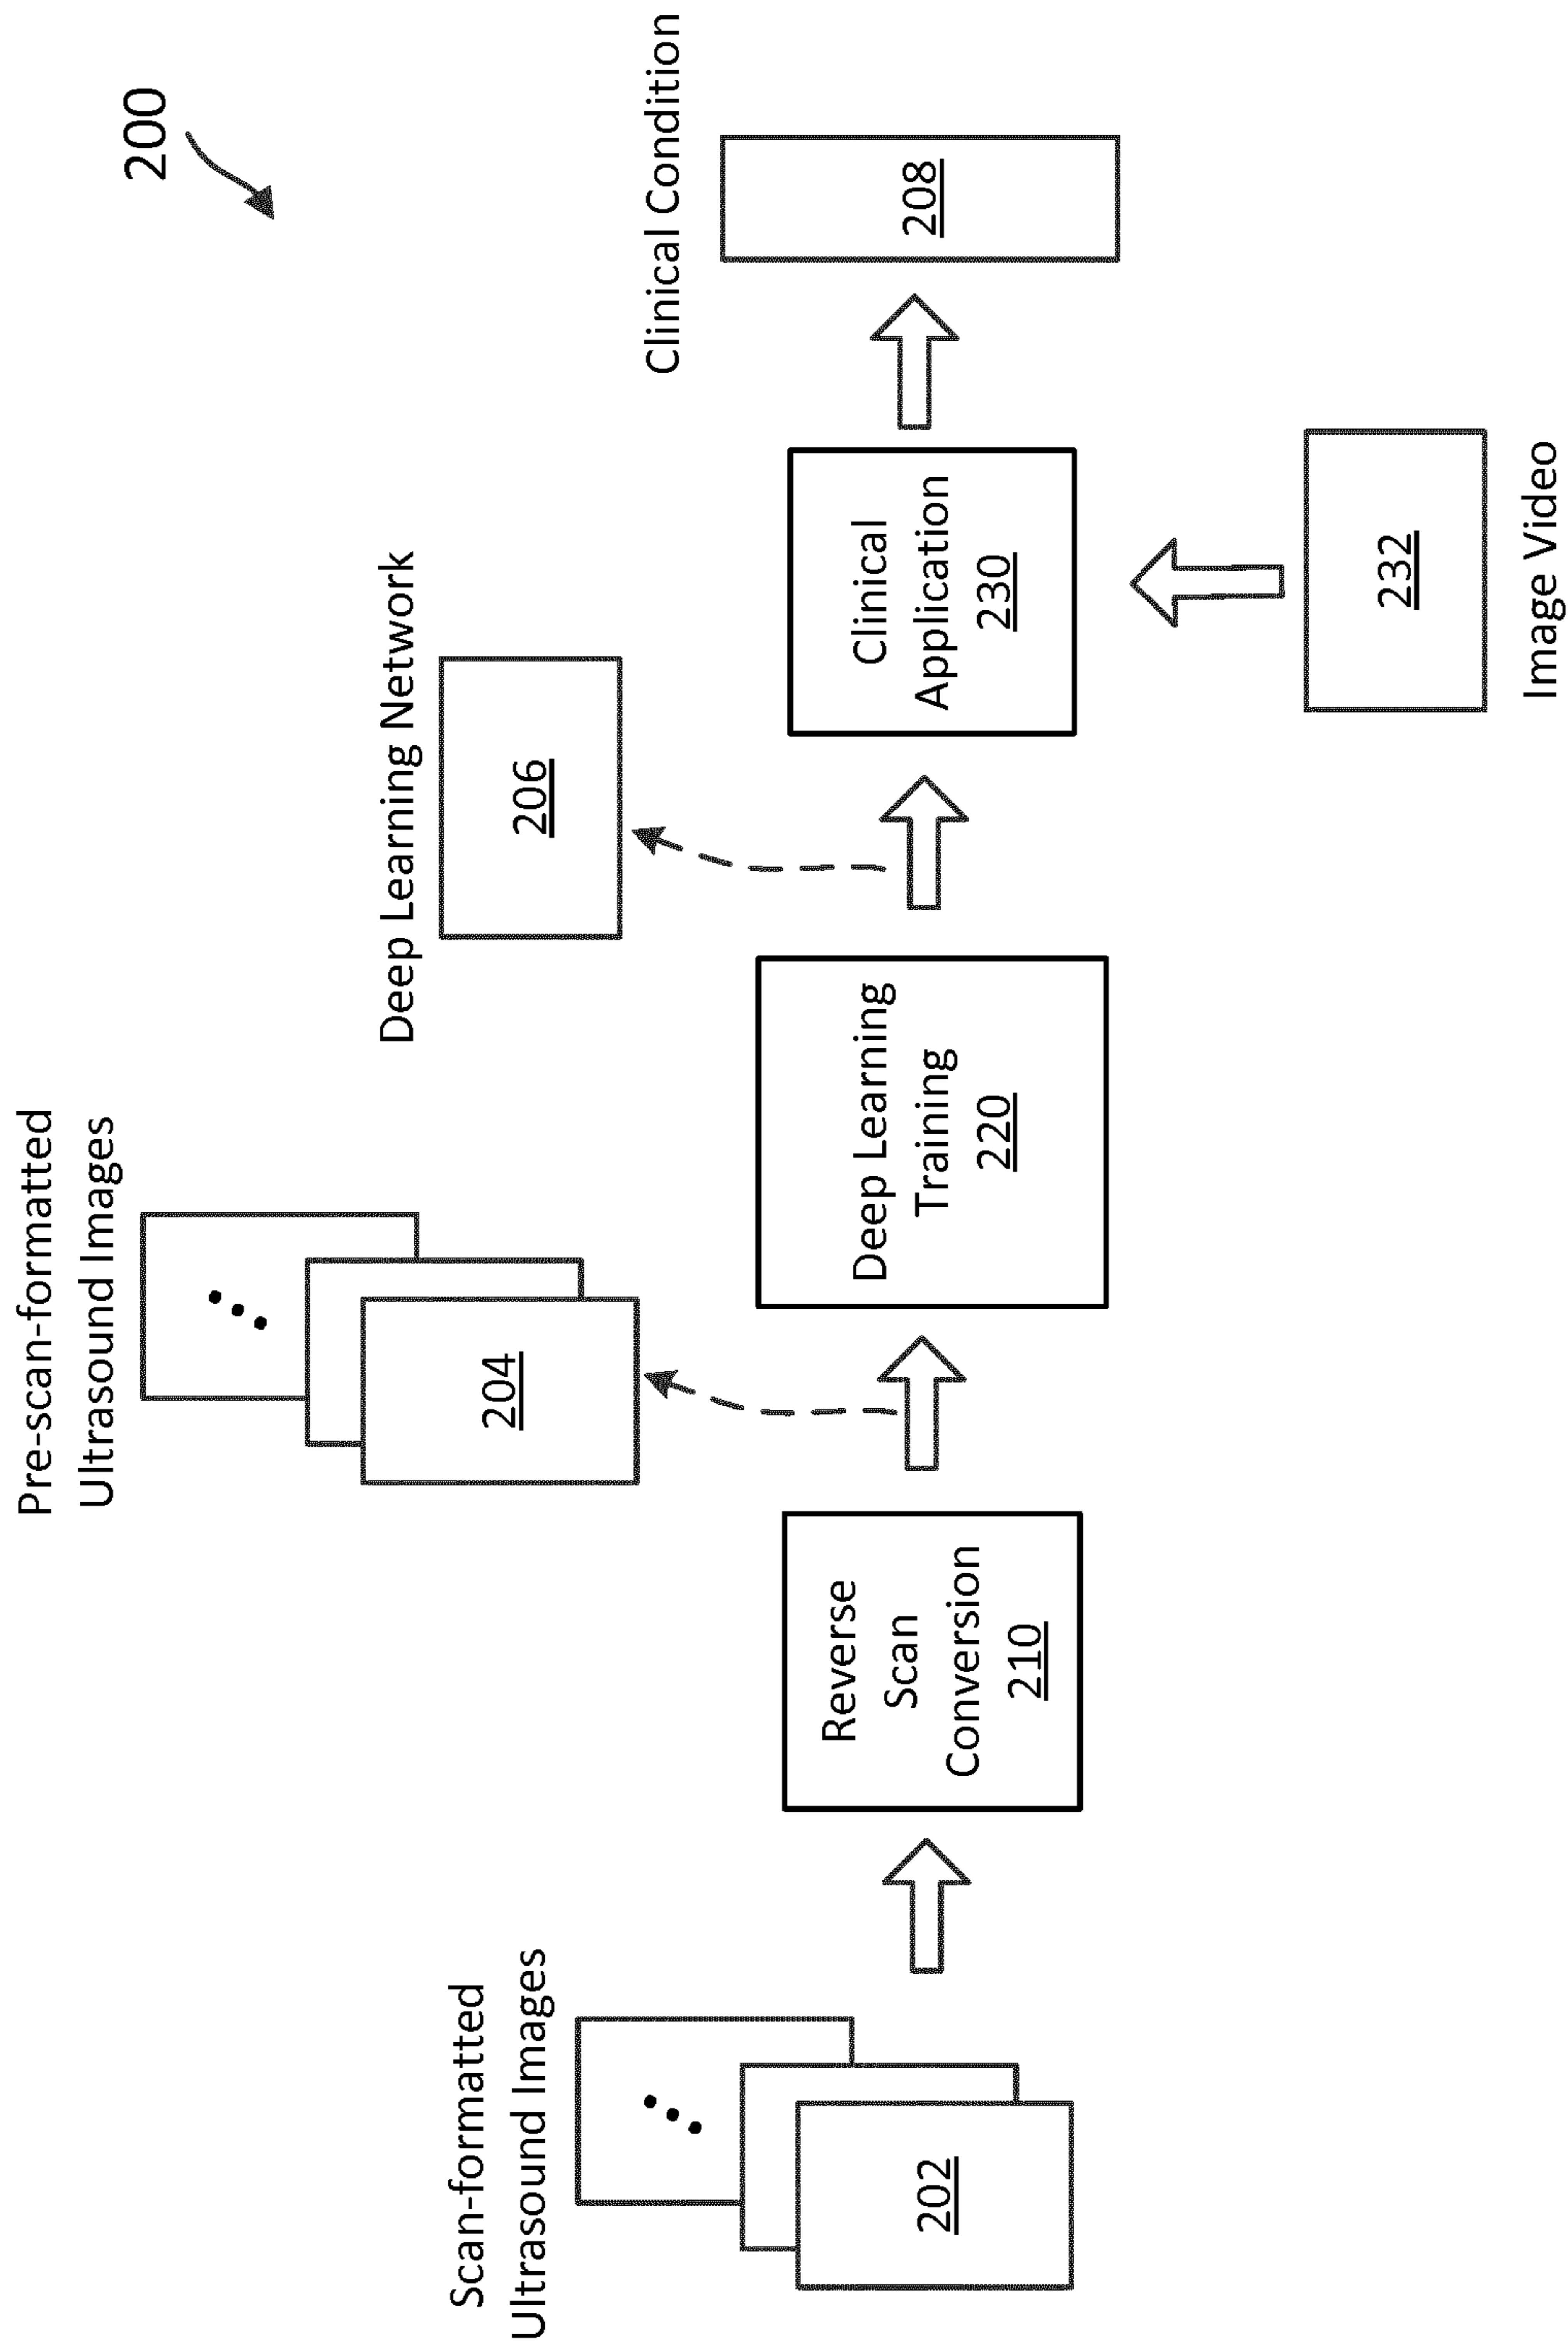 200
Scan-formatted
Ultrasound Images
202
Reverse
Scan
Conversion
210
Pre-scan-formatted
Ultrasound Images
204
Deep Learning
Training
220
Deep Learning Network
206
Clinical
Application
230
232
Image Video
Clinical Condition
208